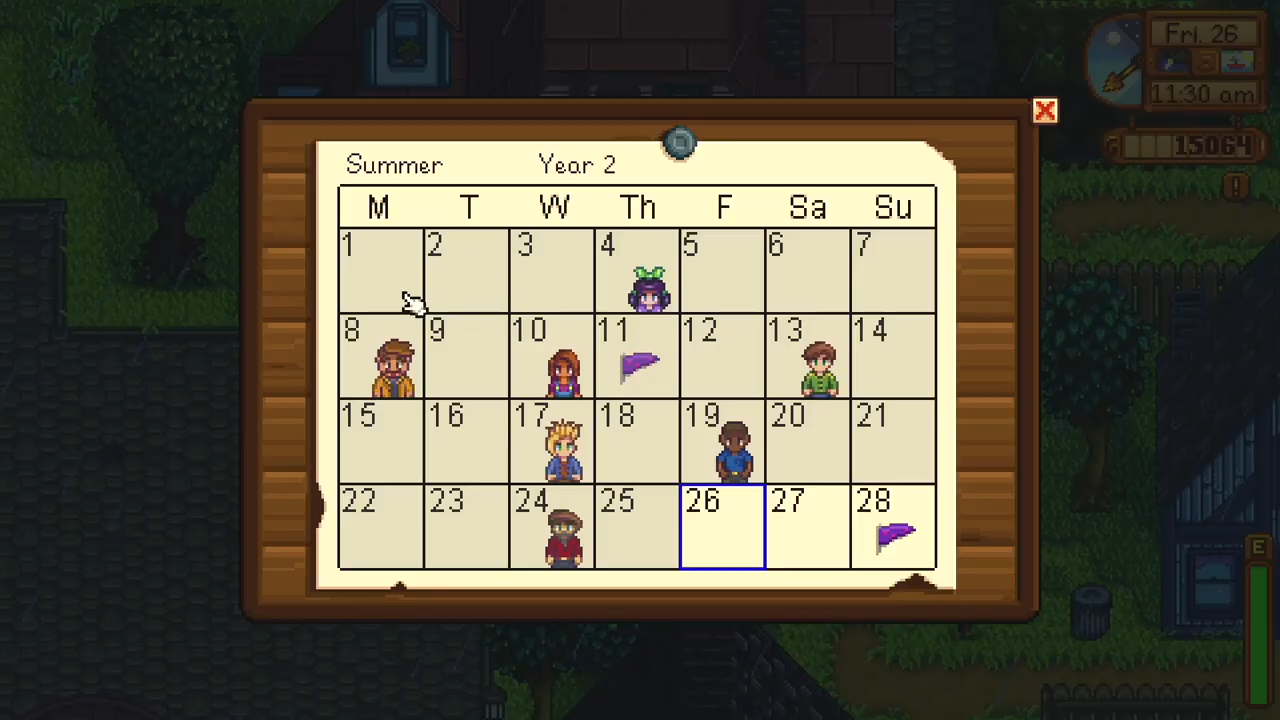 Fri. 26
11:30 am
15064
Summer Year 2
M T W Th F Sa Su
1 2 3 4 5 6 7
8 9 10 11 12 13 14
15 16 17 18 19 20 21
22 23 24 25 26 27 28
E